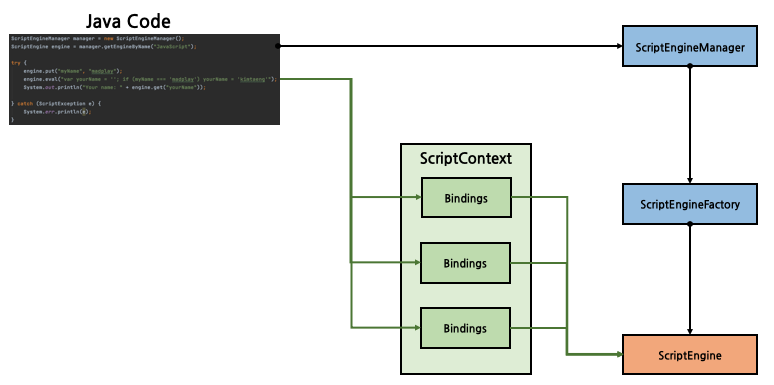 Java Code
ScriptEngineManager manager = new ScriptEngineManager();
ScriptEngine engine = manager.getEngineByName("JavaScript");
try {
engine.put("myName", "madplay");
engine.eval("var yourName = ''; if (myName === 'madplay') yourName = 'kimtaeng'");
System.out.println("Your name: " + engine.get("yourName"));
} catch (ScriptException e) {
System.err.println(e);
}
ScriptEngineManager
ScriptContext
Bindings
ScriptEngineFactory
Bindings
Bindings
ScriptEngine